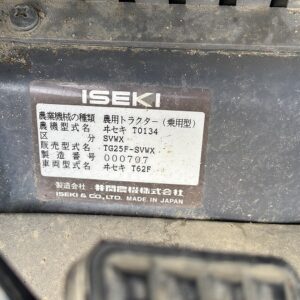 ISEKI
農業機械の種類 農用トラクター(乗用型)
農機型式名 ヰセキ T0134
区分 SVWX
販売型式名 TG25F-SVWX
製造番号 000797
車両型式名 ヰセキ T62F
製造会社 井関農機株式会社
ISEKI & CO., LTD. MADE IN JAPAN